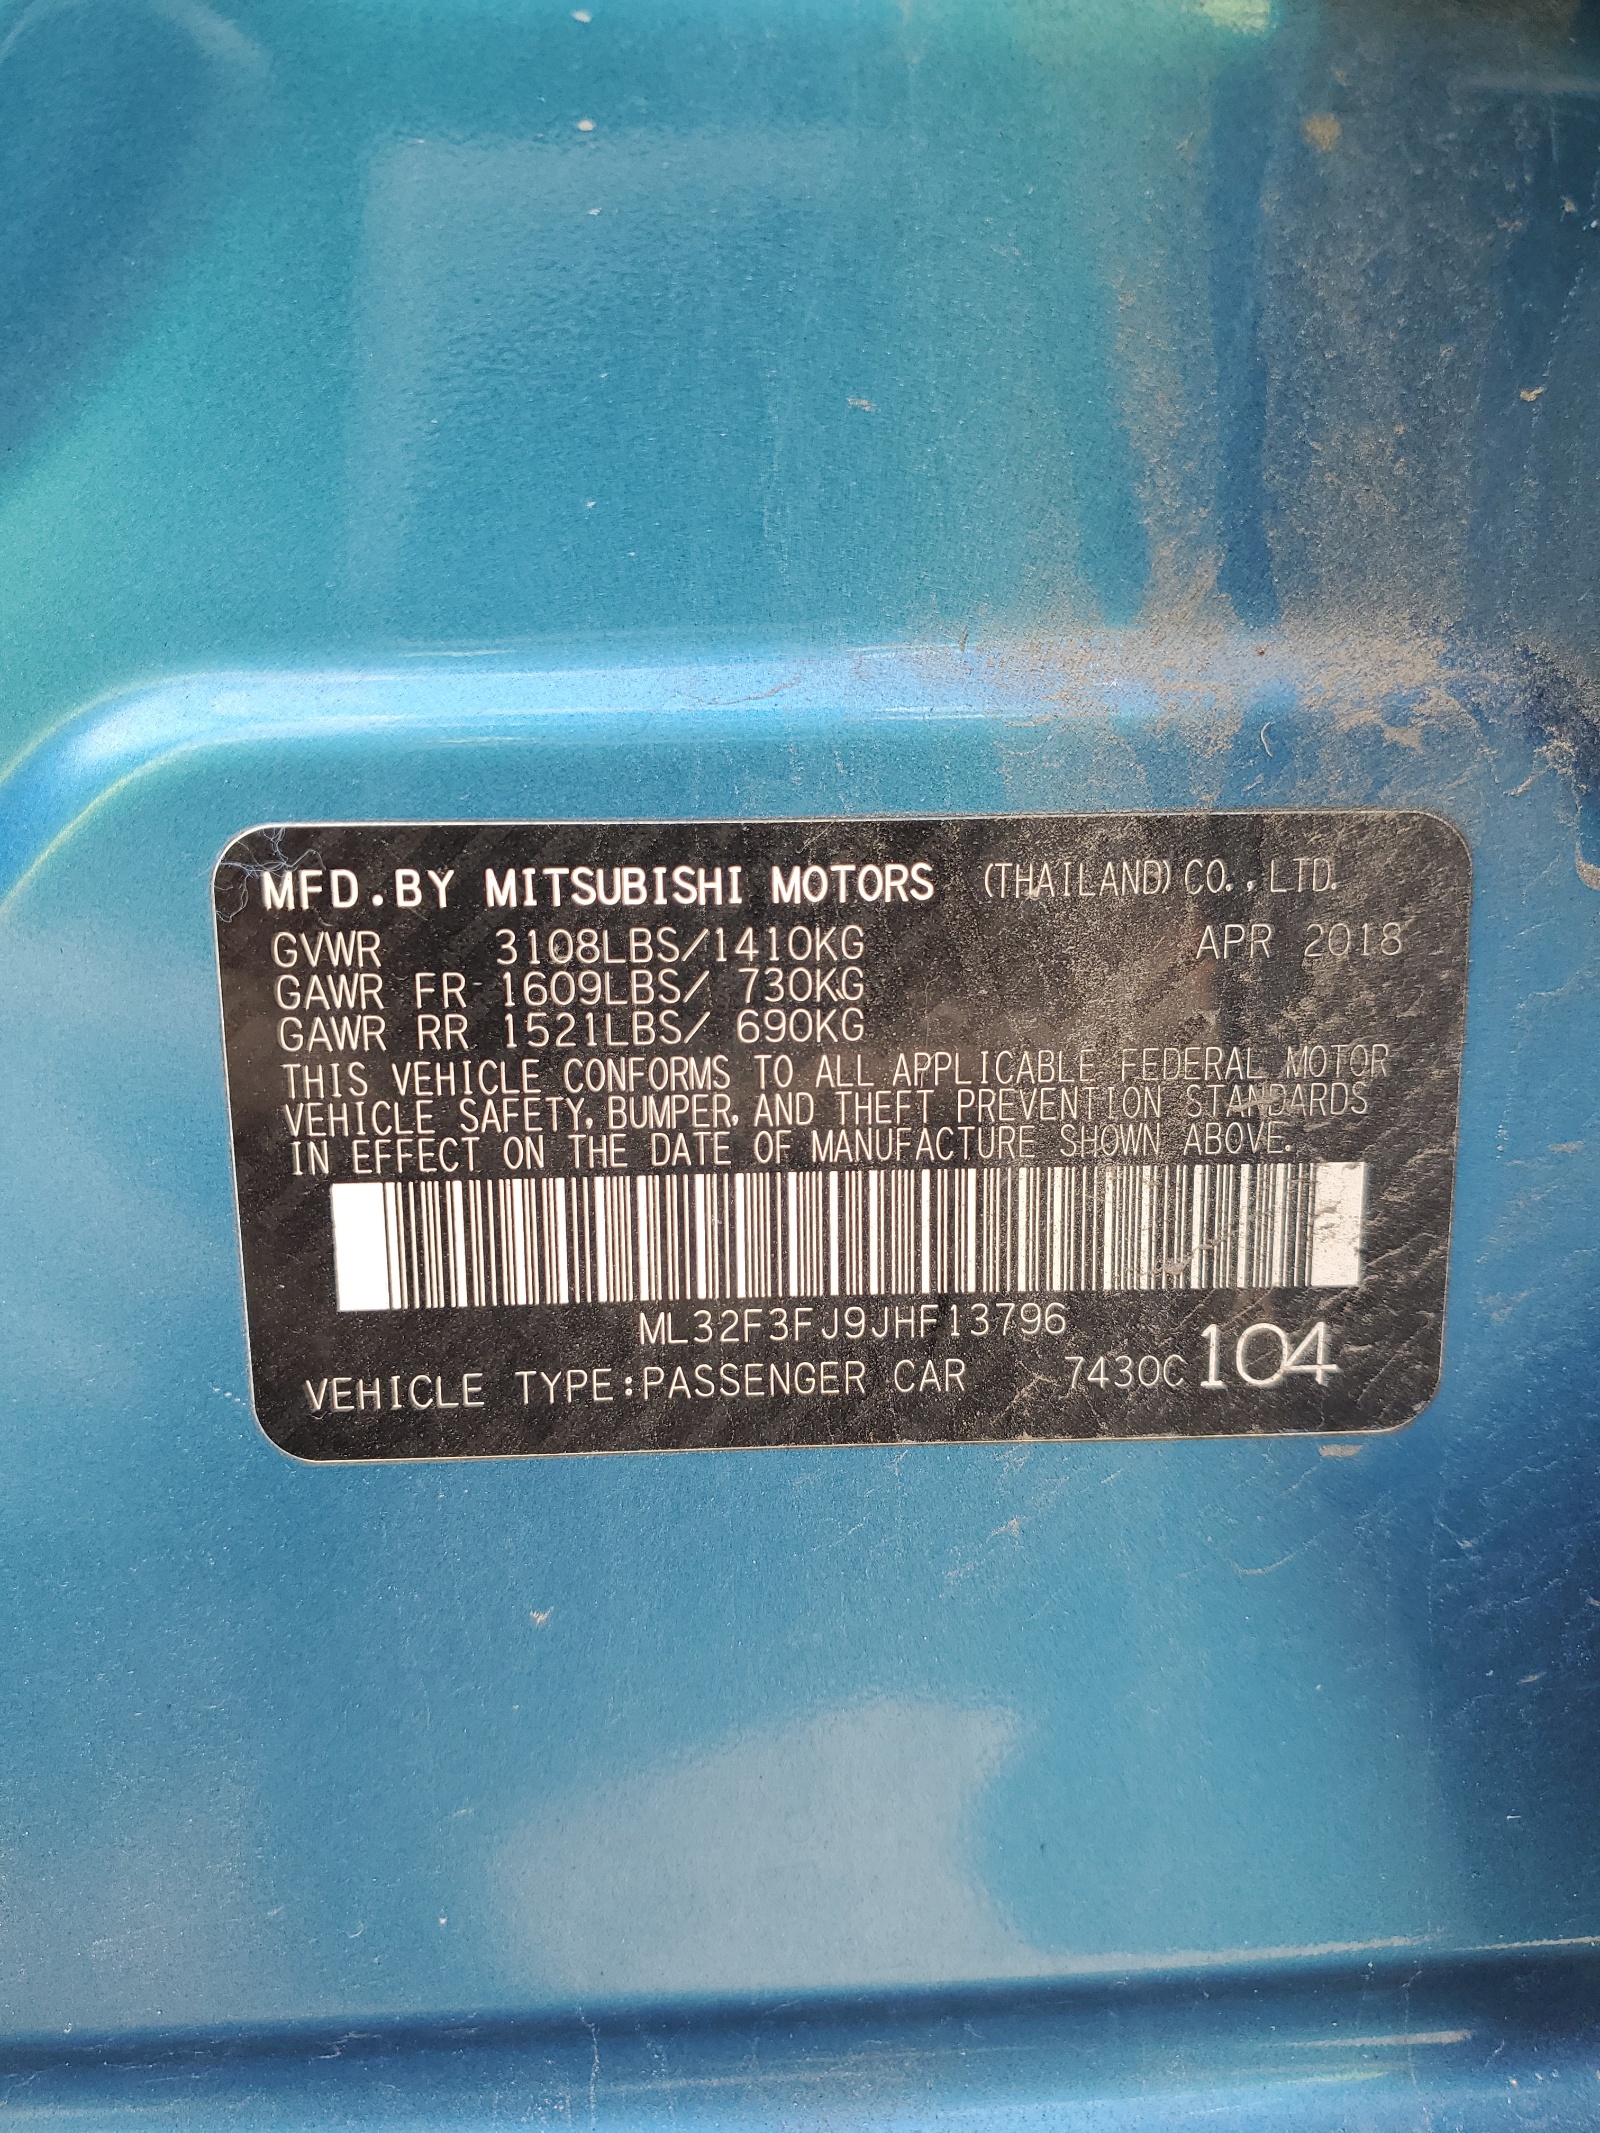 MFD.BY MITSUBISHI MOTORS (THAILAND) CO., LTD.
GVWR 3108LBS/1410KG APR 2018
GAWR FR 1609LBS/ 730KG
GAWR RR 1521LBS/ 690KG
THIS VEHICLE CONFORMS TO ALL APPLICABLE FEDERAL MOTOR
VEHICLE SAFETY, BUMPER, AND THEFT PREVENTION STANDARDS
IN EFFECT ON THE DATE OF MANUFACTURE SHOWN ABOVE.
ML32F3FJ9JHF13796
VEHICLE TYPE:PASSENGER CAR 7430C 104